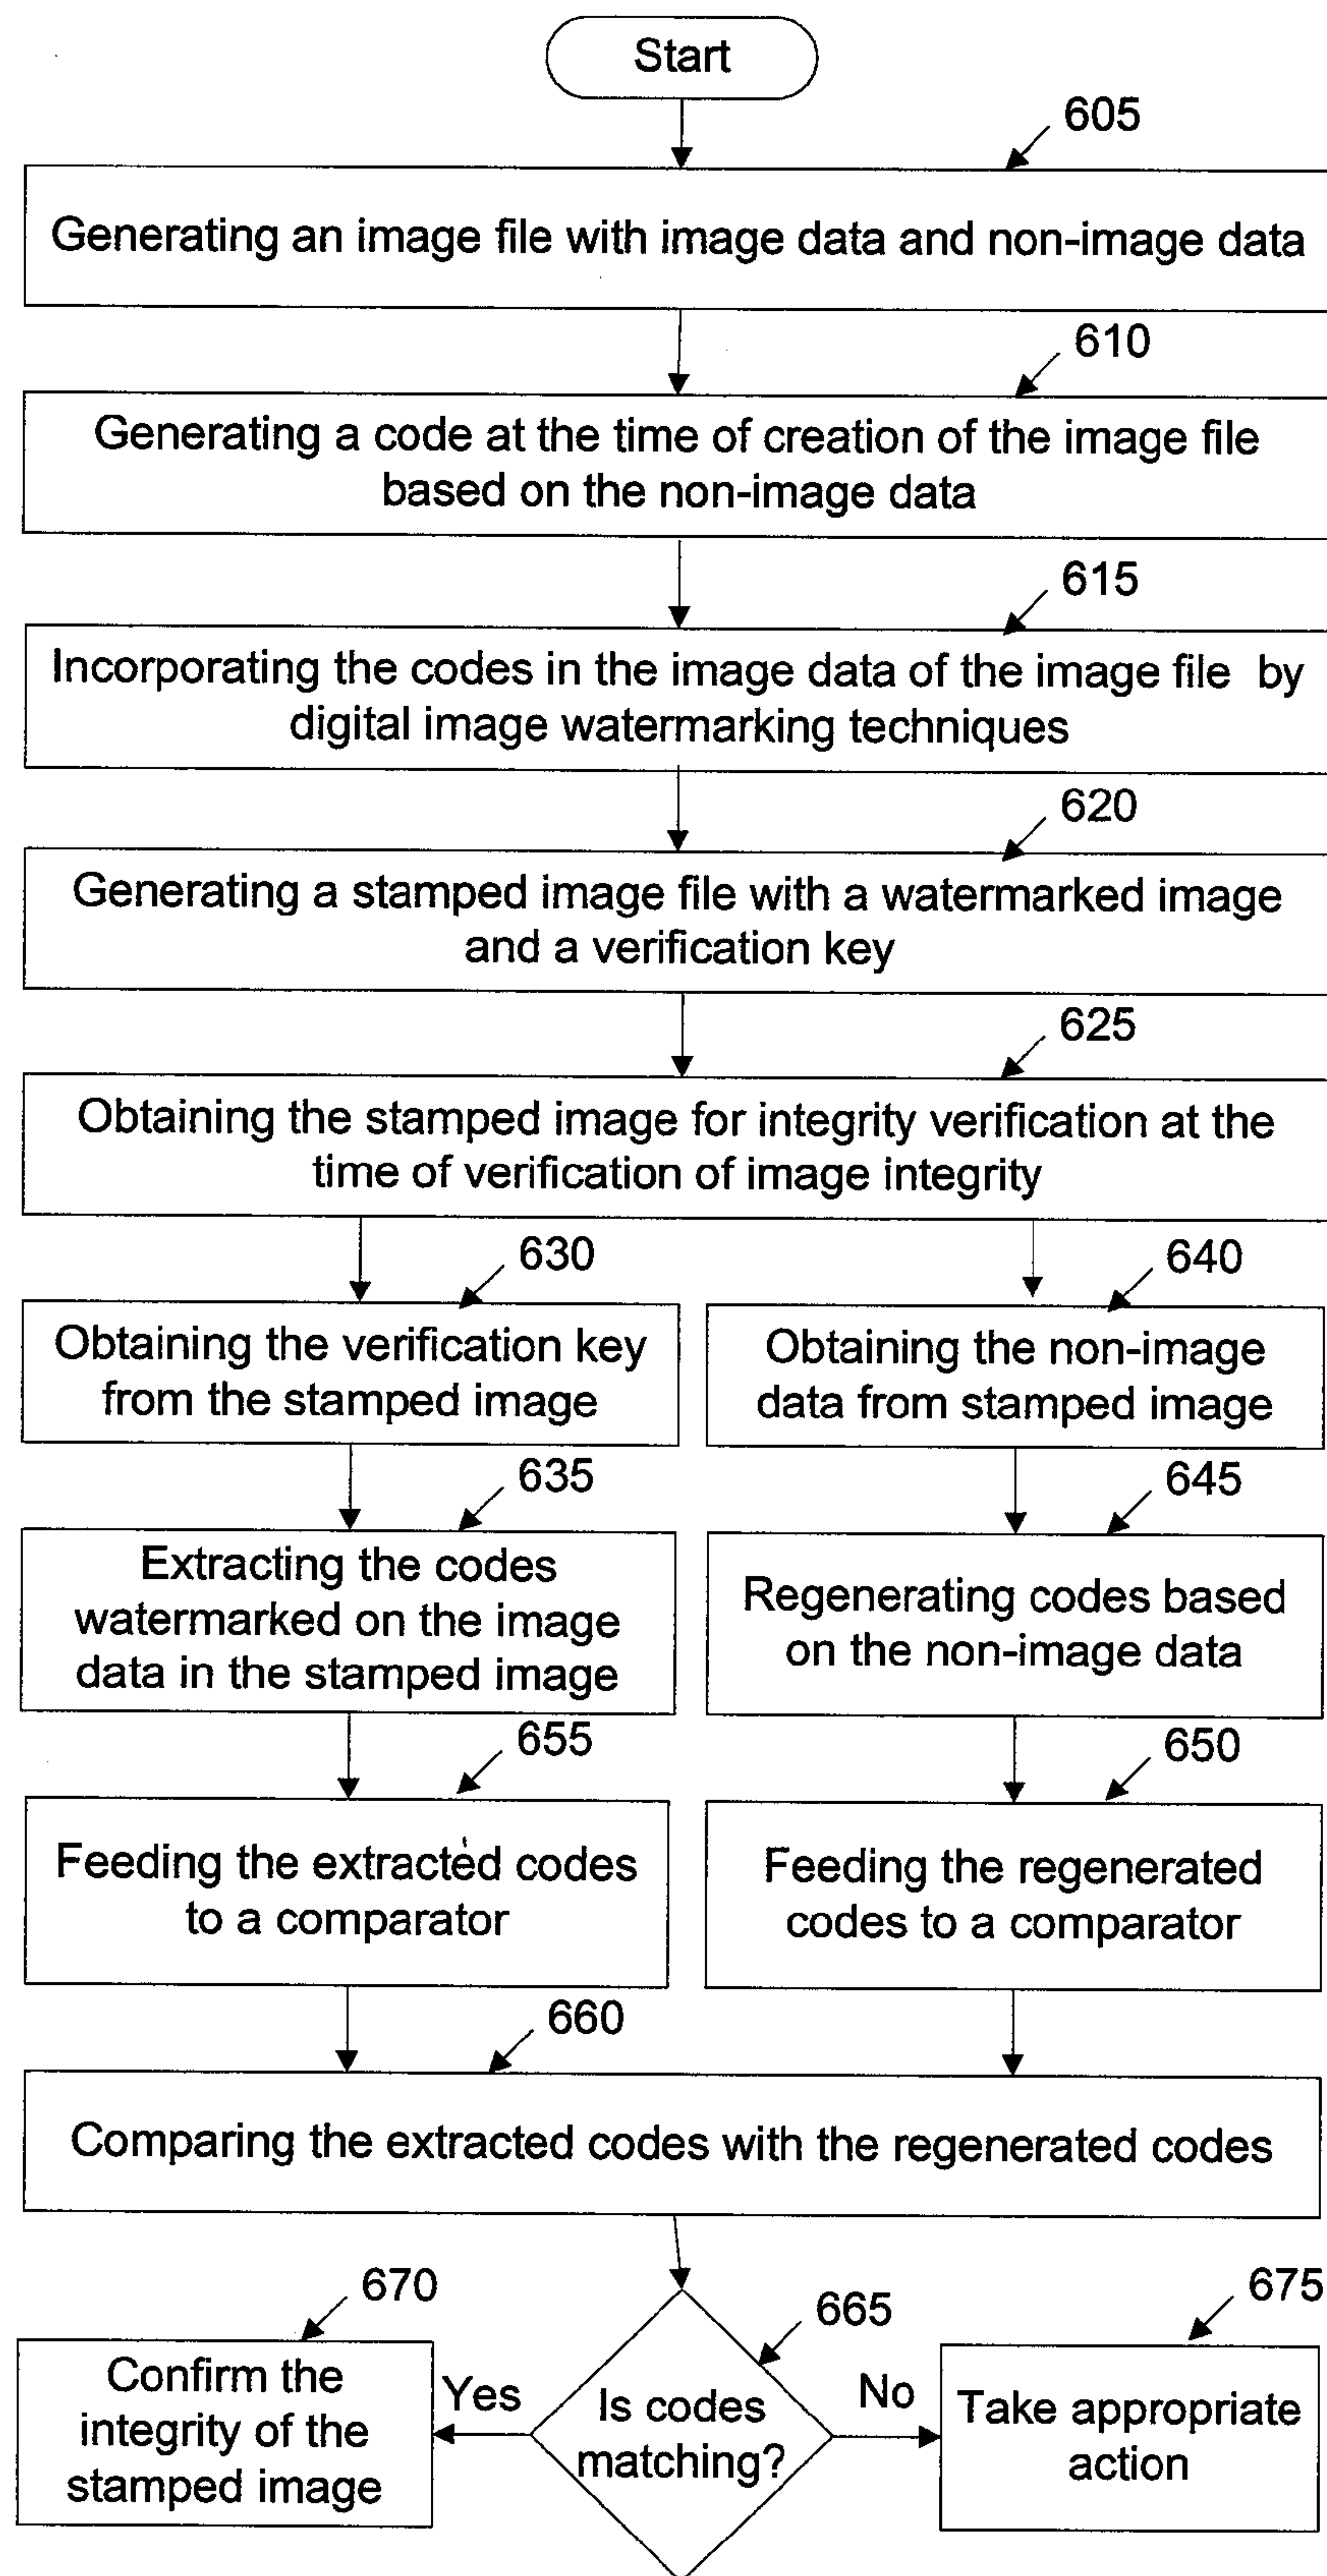 Start
605
Generating an image file with image data and non-image data
610
Generating a code at the time of creation of the image file
based on the non-image data
615
Incorporating the codes in the image data of the image file by
digital image watermarking techniques
620
Generating a stamped image file with a watermarked image
and a verification key
625
Obtaining the stamped image for integrity verification at the
time of verification of image integrity
630
Obtaining the verification key
from the stamped image
640
Obtaining the non-image
data from stamped image
635
Extracting the codes
watermarked on the image
data in the stamped image
645
Regenerating codes based
on the non-image data
655
Feeding the extracted codes
to a comparator
650
Feeding the regenerated
codes to a comparator
660
Comparing the extracted codes with the regenerated codes
670
Confirm the
integrity of the
stamped image
Yes
665
Is codes
matching?
No
675
Take appropriate
action